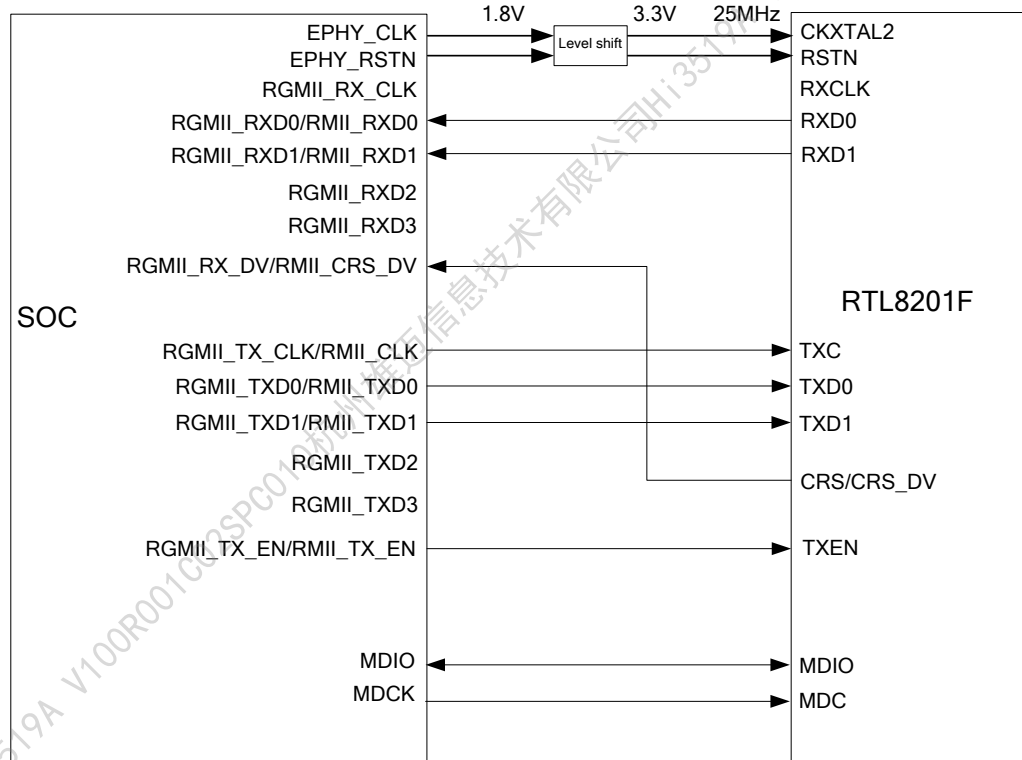 1.8V 3.3V 25MHz
EPHY_CLK Level shift CKXTAL2
EPHY_RSTN RSTN
RGMII_RX_CLK RXCLK
RGMII_RXD0/RMII_RXD0 RXD0
RGMII_RXD1/RMII_RXD1 RXD1
RGMII_RXD2
RGMII_RXD3
RGMII_RX_DV/RMII_CRS_DV
SOC RTL8201F
RGMII_TX_CLK/RMII_CLK TXC
RGMII_TXD0/RMII_TXD0 TXD0
RGMII_TXD1/RMII_TXD1 TXD1
RGMII_TXD2
CRS/CRS_DV
RGMII_TXD3
RGMII_TX_EN/RMII_TX_EN TXEN
MDIO MDIO
MDCK MDC